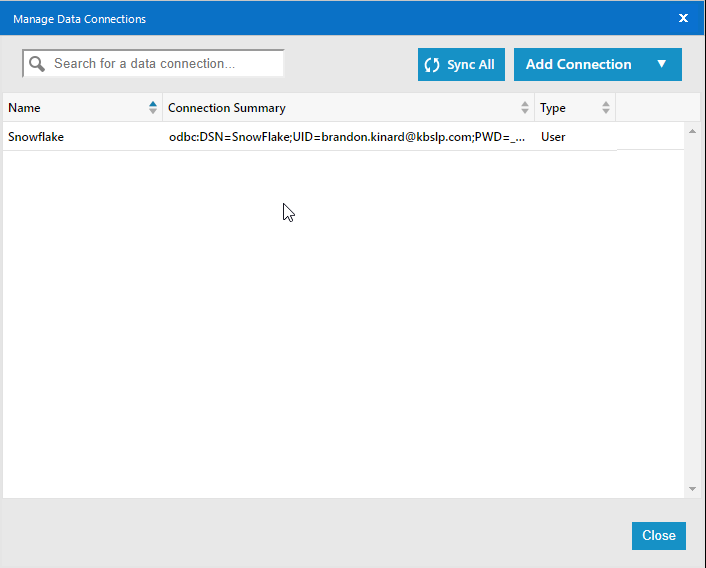 Manage Data Connections x
Search for a data connection...
Sync All
Add Connection
Name Connection Summary Type
Snowflake odbc:DSN=SnowFlake;UID=brandon.kinard@kbslp.com;PWD=_... User
Close